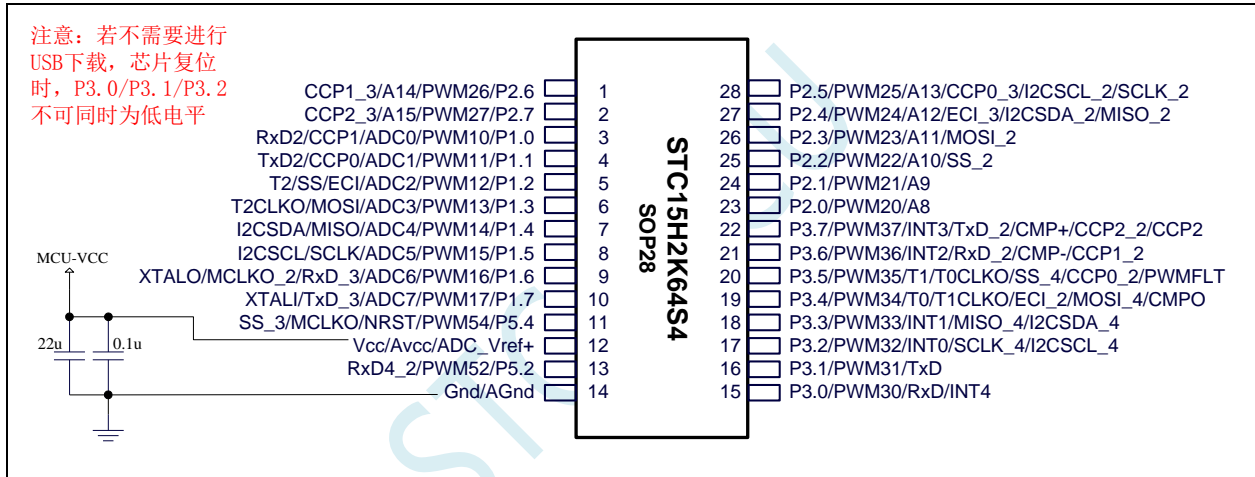 注意：若不需要进行
USB下载，芯片复位
时，P3.0/P3.1/P3.2
不可同时为低电平
CCP1_3/A14/PWM26/P2.6 1
CCP2_3/A15/PWM27/P2.7 2
RxD2/CCP1/ADC0/PWM10/P1.0 3
TxD2/CCP0/ADC1/PWM11/P1.1 4
T2/SS/ECI/ADC2/PWM12/P1.2 5
T2CLKO/MOSI/ADC3/PWM13/P1.3 6
I2CSDA/MISO/ADC4/PWM14/P1.4 7
I2CSCL/SCLK/ADC5/PWM15/P1.5 8
XTALO/MCLKO_2/RxD_3/ADC6/PWM16/P1.6 9
XTALI/TxD_3/ADC7/PWM17/P1.7 10
SS_3/MCLKO/NRST/PWM54/P5.4 11
Vcc/Avcc/ADC_Vref+ 12
RxD4_2/PWM52/P5.2 13
Gnd/AGnd 14
MCU-VCC
22u
0.1u
STC15H2K64S4
SOP28
28 P2.5/PWM25/A13/CCP0_3/I2CSCL_2/SCLK_2
27 P2.4/PWM24/A12/ECI_3/I2CSDA_2/MISO_2
26 P2.3/PWM23/A11/MOSI_2
25 P2.2/PWM22/A10/SS_2
24 P2.1/PWM21/A9
23 P2.0/PWM20/A8
22 P3.7/PWM37/INT3/TxD_2/CMP+/CCP2_2/CCP2
21 P3.6/PWM36/INT2/RxD_2/CMP-/CCP1_2
20 P3.5/PWM35/T1/T0CLKO/SS_4/CCP0_2/PWMFLT
19 P3.4/PWM34/T0/T1CLKO/ECI_2/MOSI_4/CMPO
18 P3.3/PWM33/INT1/MISO_4/I2CSDA_4
17 P3.2/PWM32/INT0/SCLK_4/I2CSCL_4
16 P3.1/PWM31/TxD
15 P3.0/PWM30/RxD/INT4